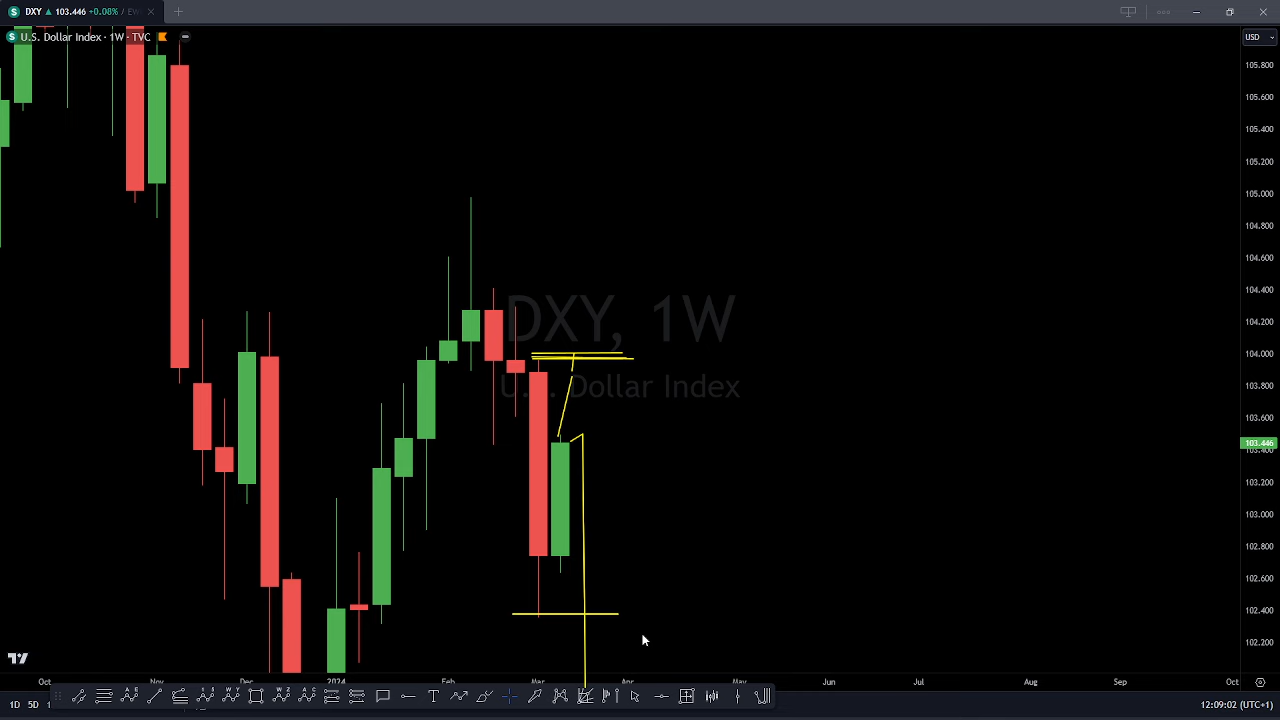 DXY 103.446 +0.08% / EW
U.S. Dollar Index · 1W · TVC
USD
105.800
105.600
105.400
105.200
105.000
104.800
104.600
104.400
104.200
104.000
103.800
103.600
103.446
103.400
103.200
103.000
102.800
102.600
102.400
102.200
DXY, 1W
U.S. Dollar Index
Oct Nov Dec 2024 Feb Mar Apr May Jun Jul Aug Sep Oct
1D 5D
12:09:02 (UTC+1)